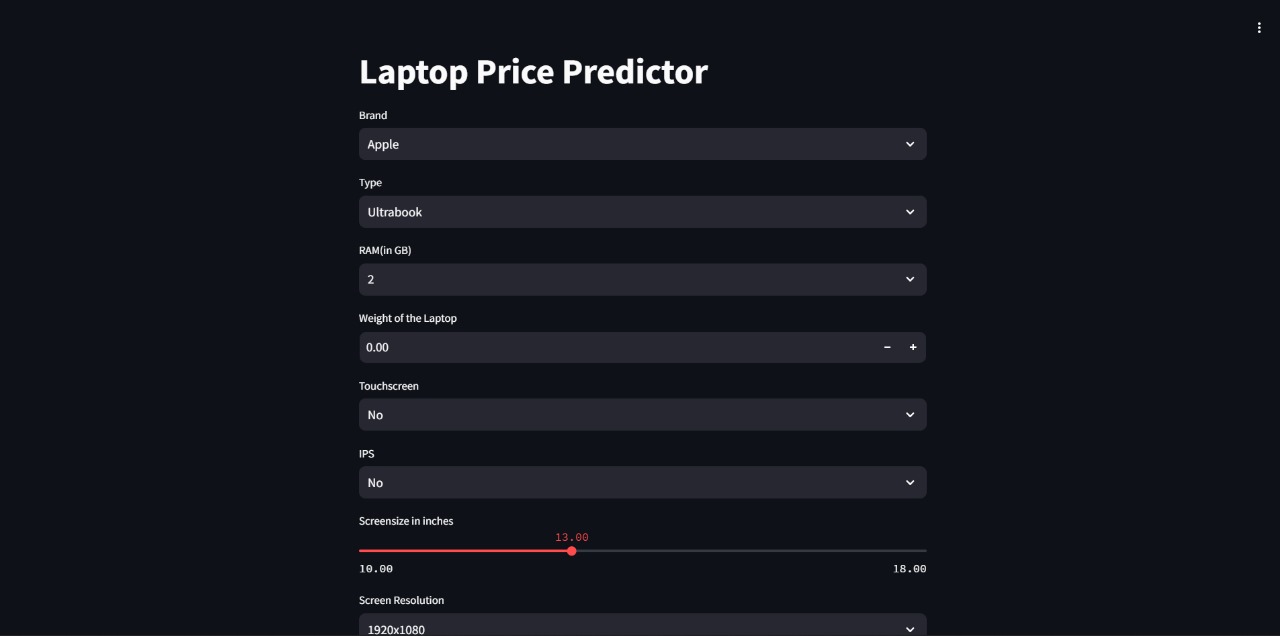 Laptop Price Predictor
Brand
Apple
Type
Ultrabook
RAM(in GB)
2
Weight of the Laptop
0.00
Touchscreen
No
IPS
No
Screensize in inches
13.00
10.00 18.00
Screen Resolution
1920x1080